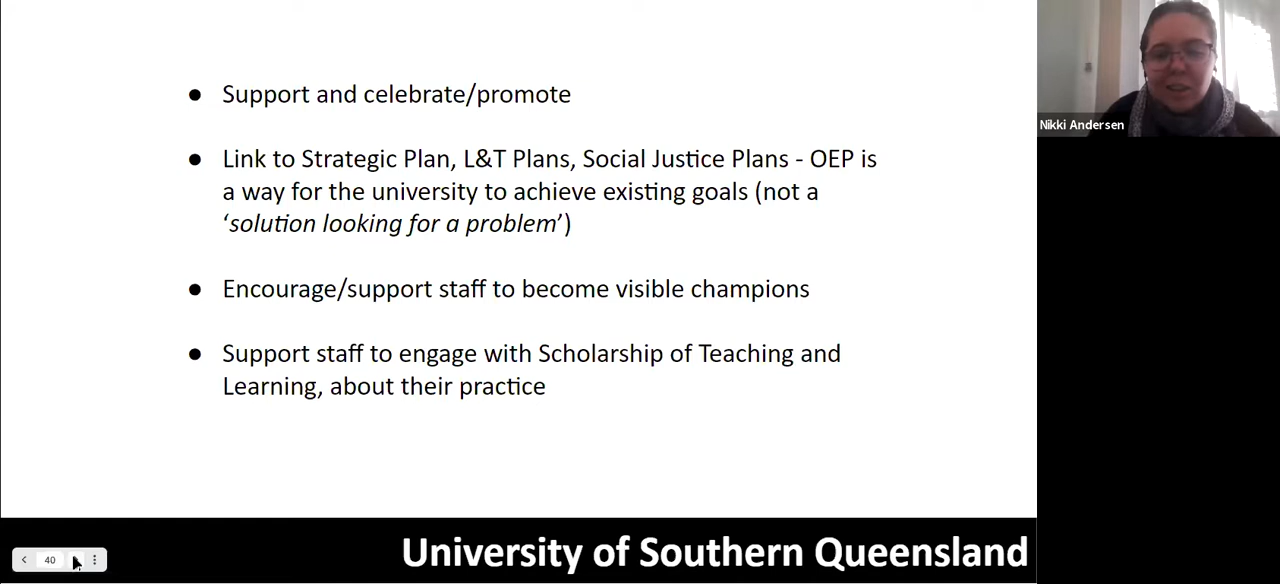 ● Support and celebrate/promote
● Link to Strategic Plan, L&T Plans, Social Justice Plans - OEP is
a way for the university to achieve existing goals (not a
‘solution looking for a problem’)
● Encourage/support staff to become visible champions
● Support staff to engage with Scholarship of Teaching and
Learning, about their practice
University of Southern Queensland
40
Nikki Andersen